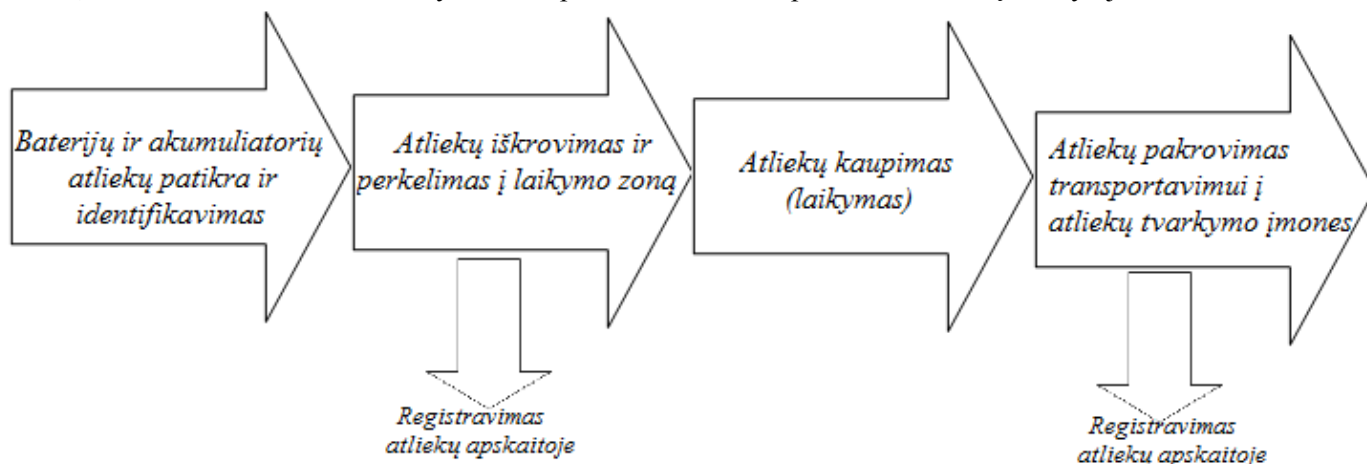 Baterijų ir akumuliatorių
atliekų patikra ir
identifikavimas
Atliekų iškrovimas ir
perkelimas į laikymo zoną
Atliekų kaupimas
(laikymas)
Atliekų pakrovimas
transportavimui į
atliekų tvarkymo įmones
Registravimas
atliekų apskaitoje
Registravimas
atliekų apskaitoje